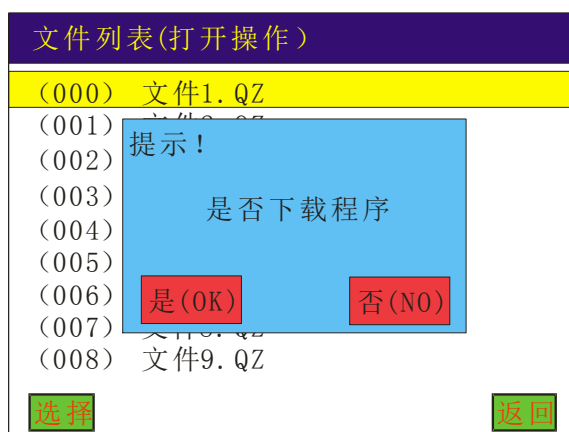 文件列表(打开操作）
(000) 文件1.QZ
(001)
提示!
(002)
(003)
是否下载程序
(004)
(005)
(006)
是(OK) 否(NO)
(007)
(008) 文件9.QZ
选择 返回